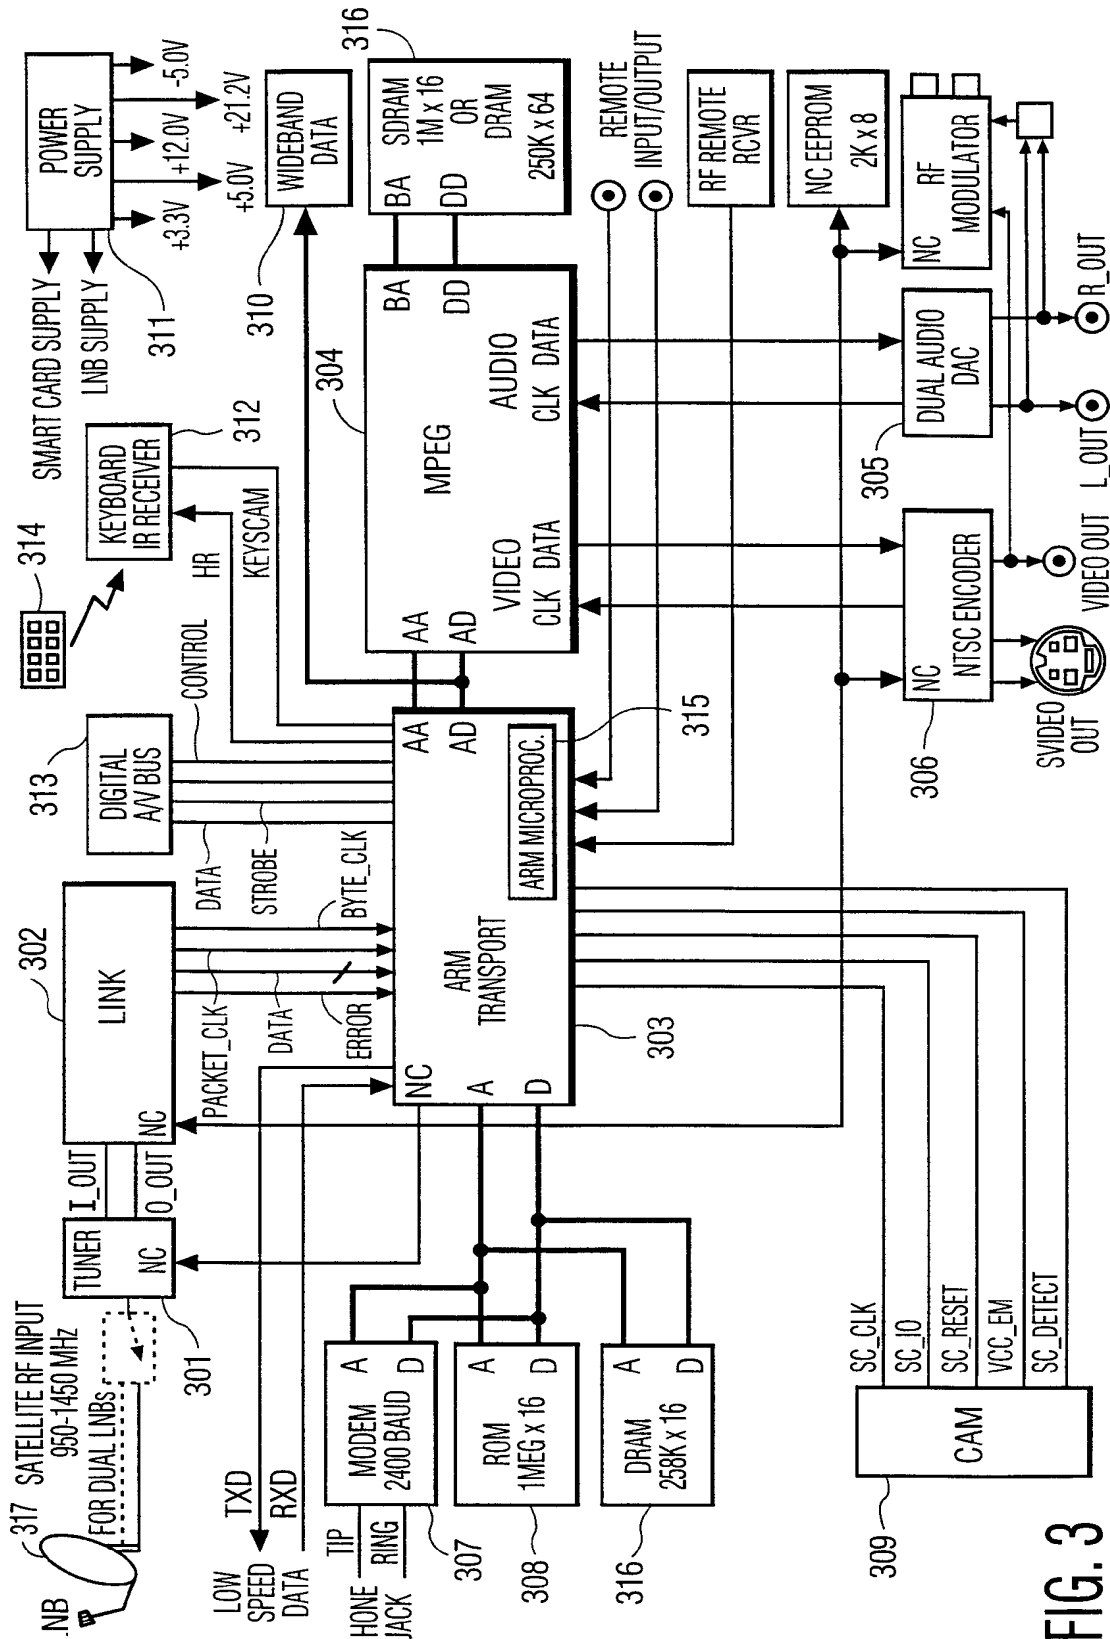 LNB
317
SATELLITE RF INPUT
950-1450 MHz
FOR DUAL LNBs
TUNER
NC
301
I_OUT
O_OUT
302
LINK
NC
PACKET_CLK
DATA
ERROR
BYTE_CLK
313
DIGITAL
A/V BUS
DATA
STROBE
CONTROL
314
KEYBOARD
IR RECEIVER
312
HR
KEYSCAM
SMART CARD SUPPLY
LNB SUPPLY
311
POWER
SUPPLY
+3.3V
+5.0V
+12.0V
+21.2V
-5.0V
310
WIDEBAND
DATA
LOW
SPEED
DATA
TXD
RXD
HONE
JACK
TIP
RING
307
MODEM
2400 BAUD
A
D
308
ROM
1MEG x 16
A
D
316
DRAM
258K x 16
A
D
NC
A
D
ARM
TRANSPORT
303
ARM MICROPROC.
315
AA
AD
AA
AD
304
MPEG
VIDEO
CLK DATA
AUDIO
CLK DATA
BA
DD
BA
DD
SDRAM
1M x 16
OR
DRAM
250K x 64
316
REMOTE
INPUT/OUTPUT
RF REMOTE
RCVR
NC EEPROM
2K x 8
NC
RF
MODULATOR
305
DUAL AUDIO
DAC
R_OUT
L_OUT
306
NC
NTSC ENCODER
VIDEO OUT
SVIDEO
OUT
309
CAM
SC_CLK
SC_IO
SC_RESET
VCC_EM
SC_DETECT
FIG. 3